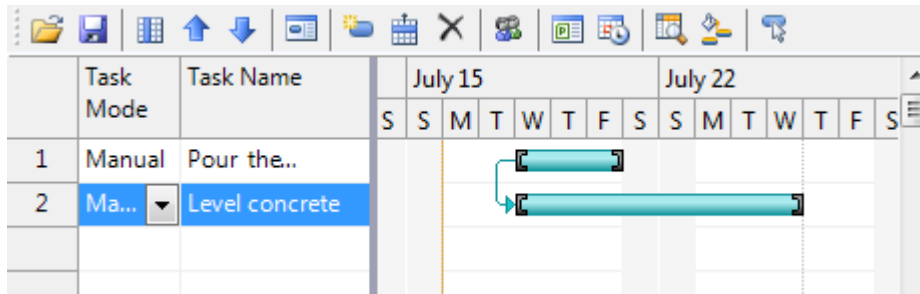 Task Mode
Task Name
July 15
July 22
S S M T W T F S S M T W T F S
1 Manual Pour the...
2 Ma... Level concrete